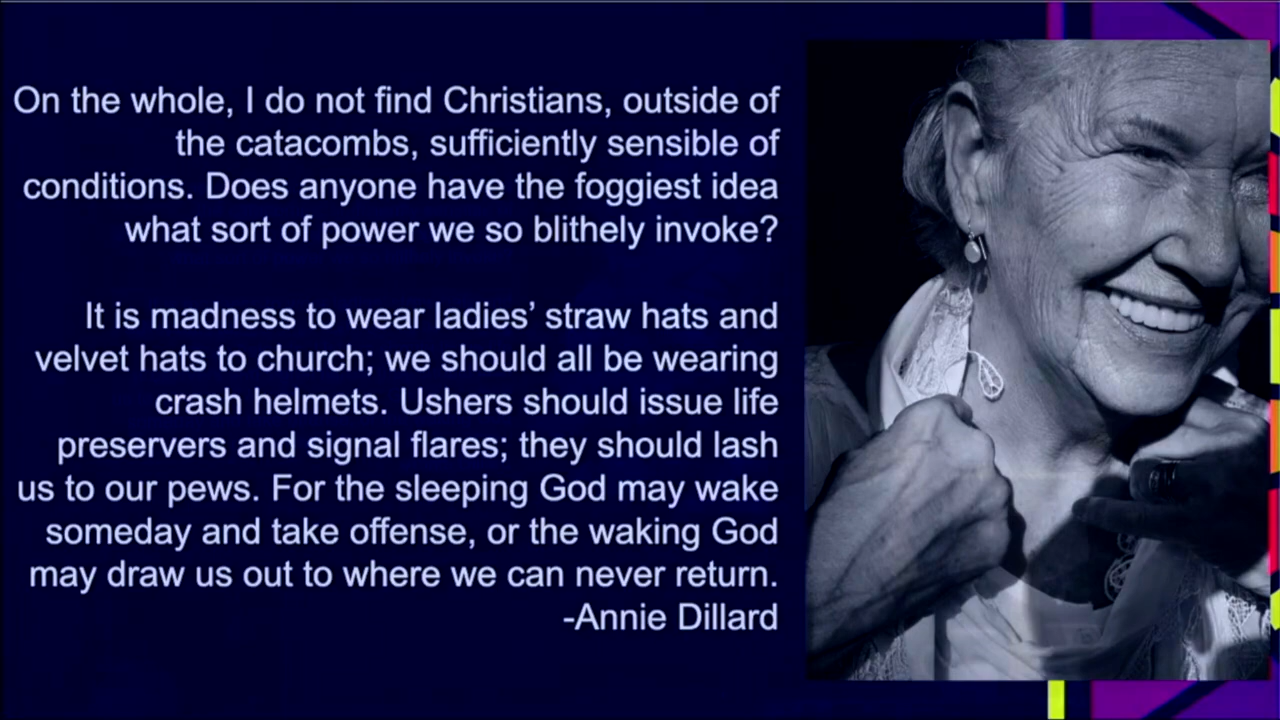 On the whole, I do not find Christians, outside of
the catacombs, sufficiently sensible of
conditions. Does anyone have the foggiest idea
what sort of power we so blithely invoke?
It is madness to wear ladies’ straw hats and
velvet hats to church; we should all be wearing
crash helmets. Ushers should issue life
preservers and signal flares; they should lash
us to our pews. For the sleeping God may wake
someday and take offense, or the waking God
may draw us out to where we can never return.
-Annie Dillard